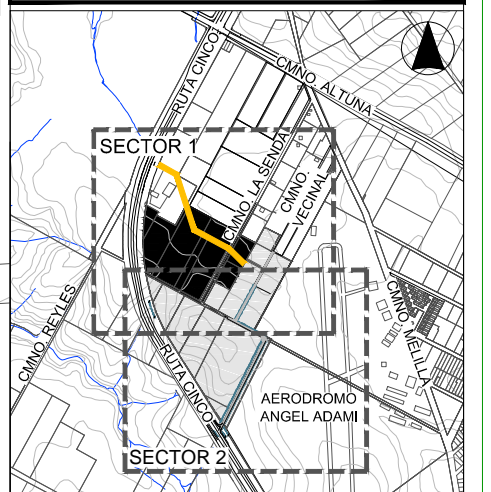 RUTA CINCO
CMNO. ALTUNA
SECTOR 1
CMNO. LA SENDA
CMNO.
VECINAL
CMNO. REYLES
RUTA CINCO
CMNO. MELILLA
AERODROMO
ANGEL ADAMI
SECTOR 2